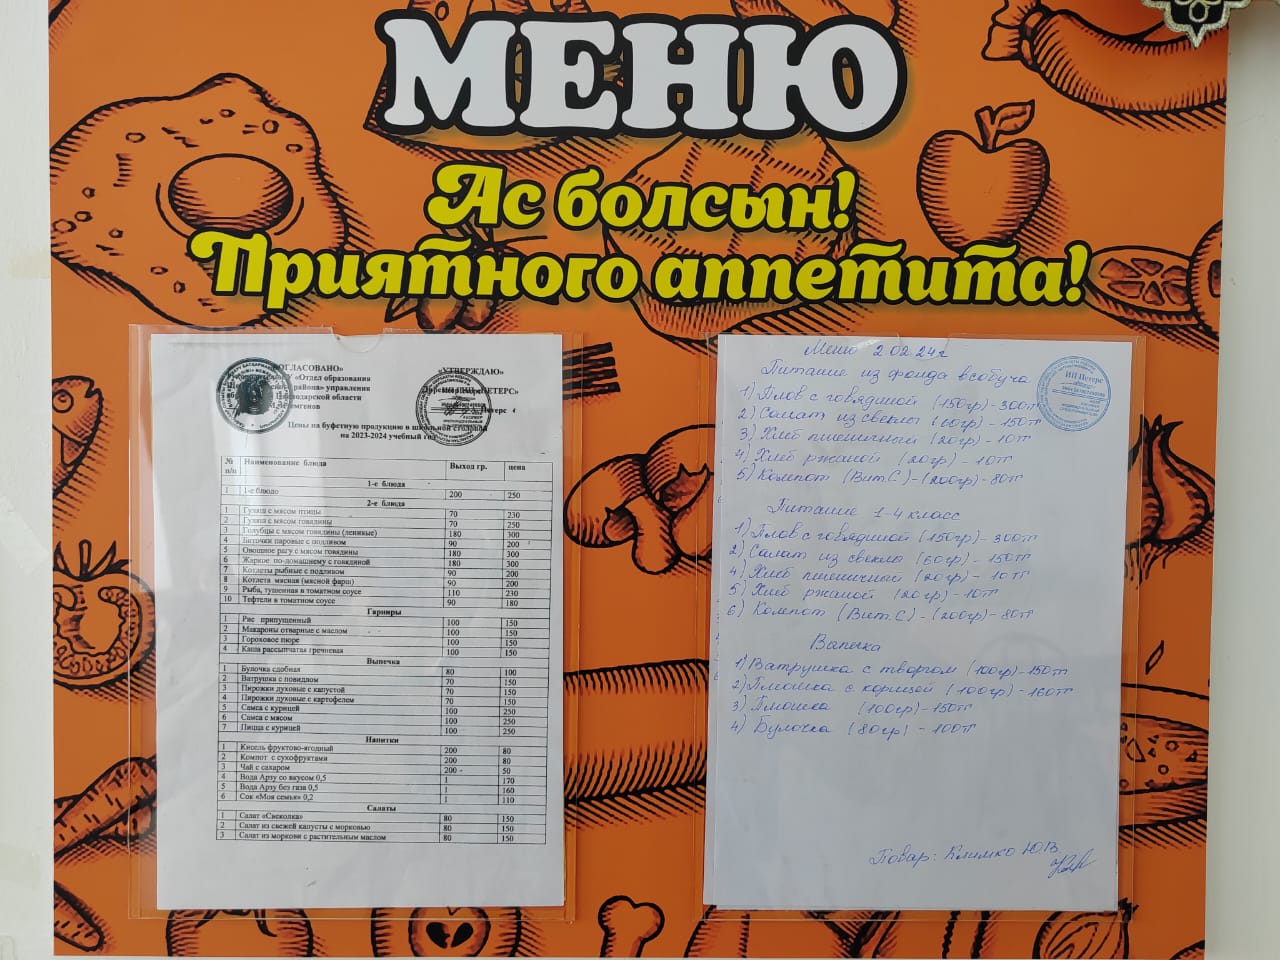 МЕНЮ
Ас болсын!
Приятного аппетита!
«Отдел образования
района» управления
области
«УТВЕРЖДАЮ»
Цены на буфетную продукцию в школьной столовой
на 2023-2024 учебный год
№ п/п Наименование блюда Выход гр. цена
1-е блюда
1 1-е блюдо 200 250
2-е блюда
1 Гуляш с мясом птицы 70 230
2 Гуляш с мясом говядины 70 250
3 Голубцы с мясом говядины (ленивые) 180 300
4 Биточки паровые с подливом 90 200
5 Овощное рагу с мясом говядины 180 300
6 Жаркое по-домашнему с говядиной 180 300
7 Котлеты рыбные с подливом 90 200
8 Котлета мясная (мясной фарш) 90 200
9 Рыба, тушенная в томатном соусе 110 230
10 Тефтели в томатном соусе 90 180
Гарниры
1 Рис припущенный 100 150
2 Макароны отварные с маслом 100 150
3 Гороховое пюре 100 150
4 Каша рассыпчатая гречневая 100 150
Выпечка
1 Булочка сдобная 80 100
2 Ватрушка с повидлом 70 150
3 Пирожки духовые с капустой 70 150
4 Пирожки духовые с картофелем 70 150
5 Самса с курицей 100 250
6 Самса с мясом 100 250
7 Пицца с курицей 100 250
Напитки
1 Кисель фруктово-ягодный 200 80
2 Компот с сухофруктами 200 80
3 Чай с сахаром 200 50
4 Вода Арзу со вкусом 0,5 1 170
5 Вода Арзу без газа 0,5 1 160
6 Сок «Моя семья» 0,2 1 110
Салаты
1 Салат «Свеколка» 80 150
2 Салат из свежей капусты с морковью 80 150
3 Салат из моркови с растительным маслом 80 150
Меню 2.02.24г
Питание из фонда всобуча
ИП Петерс
1) Плов с говядиной (150гр) - 300тг
2) Салат из свеклы (60гр) - 150тг
3) Хлеб пшеничный (20гр) - 10тг
4) Хлеб ржаной (20гр) - 10тг
5) Компот (Вит.С) - (200гр) - 80тг
Питание 1-4 класс
1) Плов с говядиной (150гр) - 300тг
2) Салат из свеклы (60гр) - 150тг
4) Хлеб пшеничный (20гр) - 10тг
5) Хлеб ржаной (20гр) - 10тг
6) Компот (Вит.С) - (200гр) - 80тг
Выпечка
1) Ватрушка с творогом (100гр) - 150тг
2) Плюшка с корицей (100гр) - 160тг
3) Плюшка (100гр) - 150тг
4) Булочка (80гр) - 100тг
Повар: Климко Ю.В.